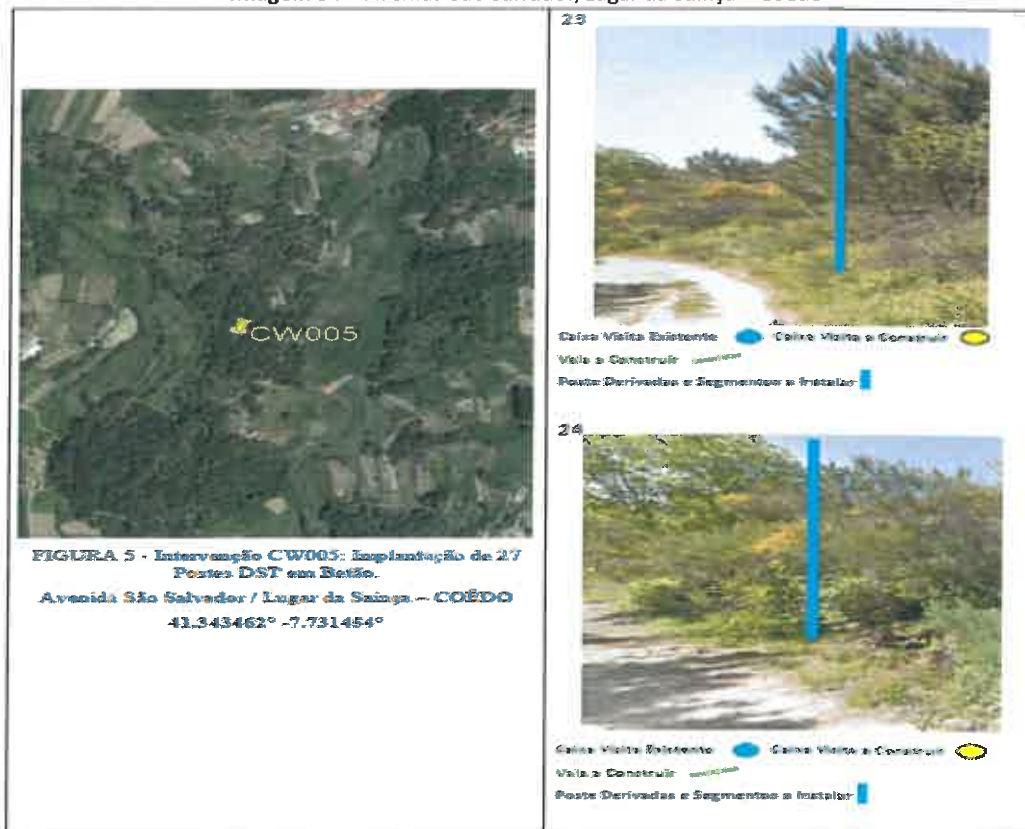 CW005
FIGURA 5 - Intervenção CW005: Implantação de 27
Postes DST em Betão.
Avenida São Salvador / Lugar da Sainça – COÊDO
41.343462° -7.731454°
23
Caixa Visita Existente Caixa Visita a Construir
Vala a Construir
Poste Derivadas e Segmentos a Instalar
24
Caixa Visita Existente Caixa Visita a Construir
Vala a Construir
Poste Derivadas e Segmentos a Instalar